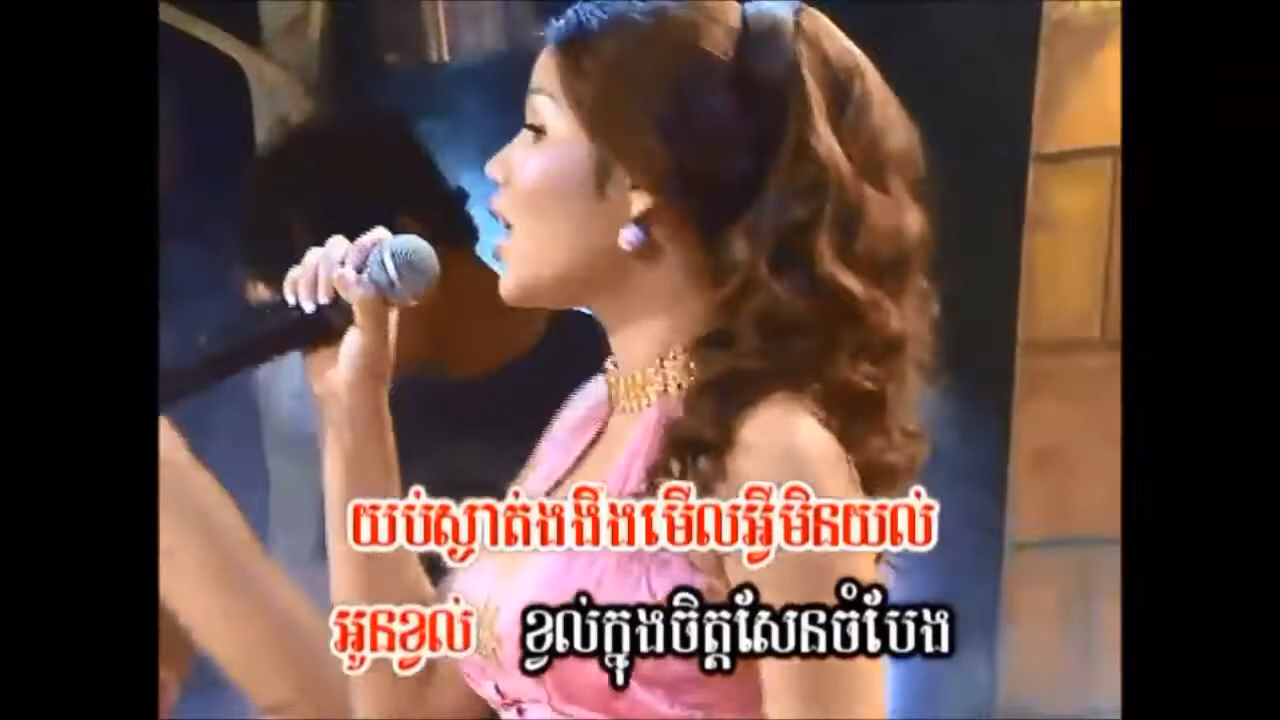 យប់ស្ងាត់ងងឹងមើលអ្វីមិនយល់
អូនខ្វល់ ខ្វល់ក្នុងចិត្តសែនចំបែង